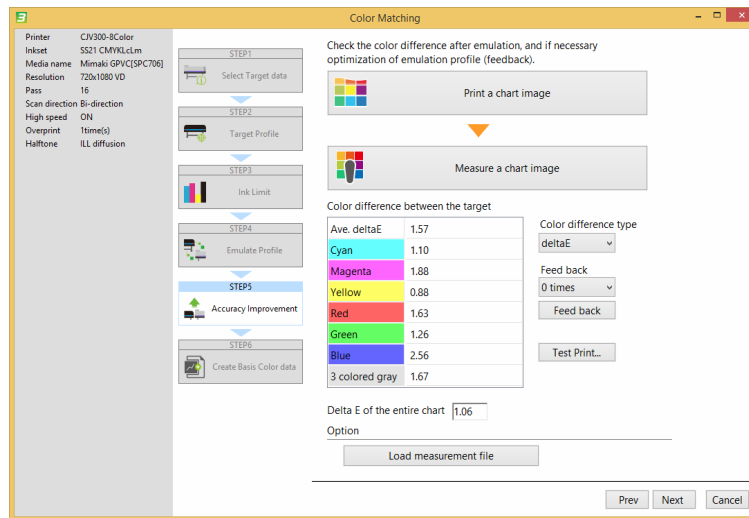 3
Color Matching
Printer CJV300-8Color
Inkset SS21 CMYKLcLm
Media name Mimaki GPVC[SPC706]
Resolution 720x1080 VD
Pass 16
Scan direction Bi-direction
High speed ON
Overprint 1time(s)
Halftone ILL diffusion
STEP1
Select Target data
STEP2
Target Profile
STEP3
Ink Limit
STEP4
Emulate Profile
STEP5
Accuracy Improvement
STEP6
Create Basis Color data
Check the color difference after emulation, and if necessary
optimization of emulation profile (feedback).
Print a chart image
Measure a chart image
Color difference between the target
Ave. deltaE 1.57
Cyan 1.10
Magenta 1.88
Yellow 0.88
Red 1.63
Green 1.26
Blue 2.56
3 colored gray 1.67
Color difference type
deltaE
Feed back
0 times
Feed back
Test Print...
Delta E of the entire chart 1.06
Option
Load measurement file
Prev Next Cancel